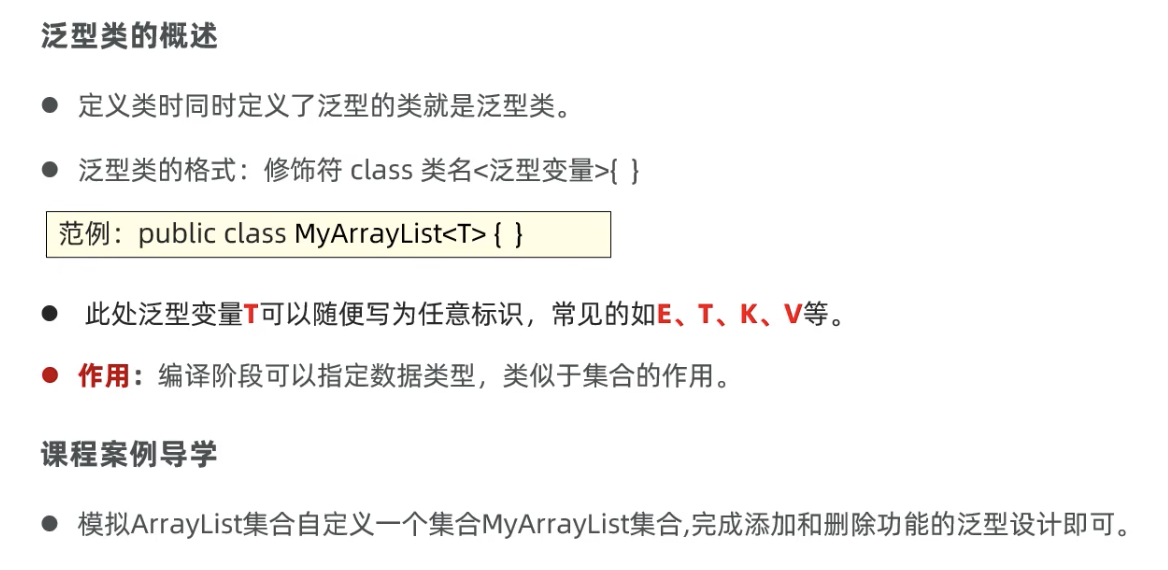 泛型类的概述
● 定义类时同时定义了泛型的类就是泛型类。
● 泛型类的格式：修饰符 class 类名<泛型变量>{ }
范例：public class MyArrayList<T> { }
● 此处泛型变量T可以随便写为任意标识，常见的如E、T、K、V等。
● 作用：编译阶段可以指定数据类型，类似于集合的作用。
课程案例导学
● 模拟ArrayList集合自定义一个集合MyArrayList集合,完成添加和删除功能的泛型设计即可。